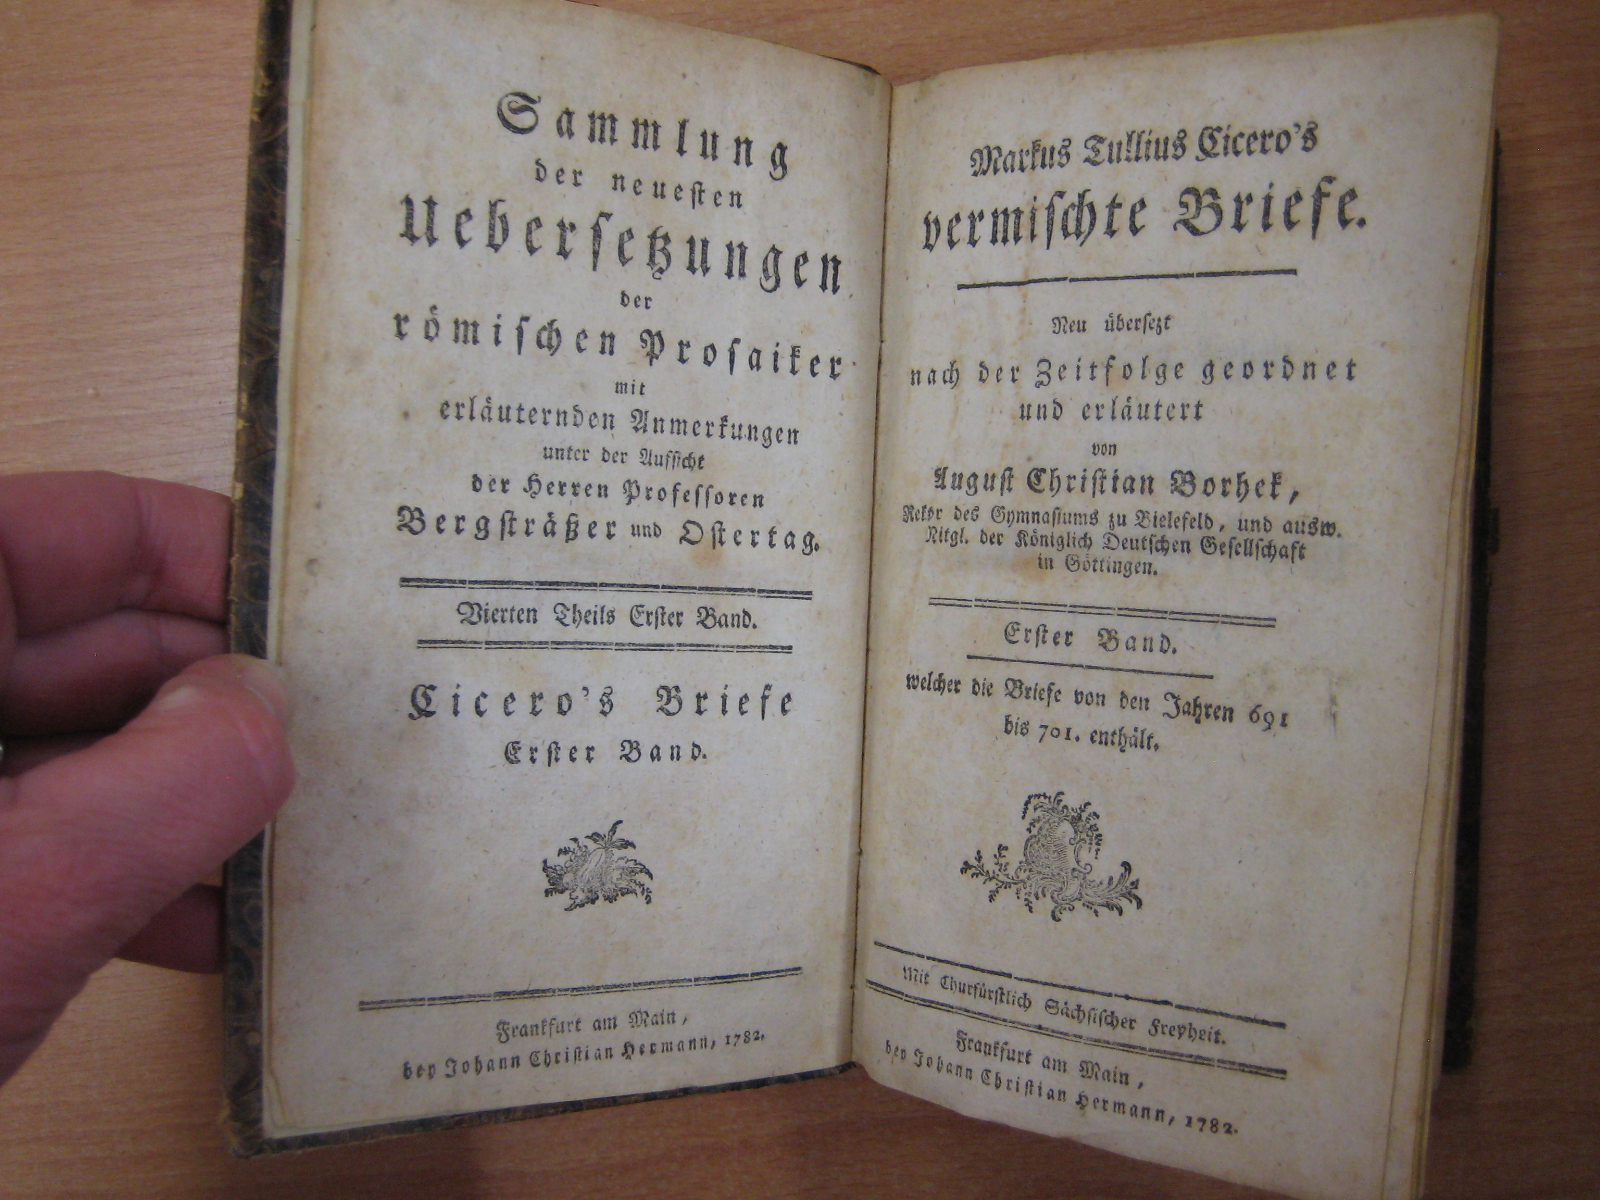 Sammlung
der neuesten
Uebersetzungen
der
römischen Prosaiker
mit
erläuternden Anmerkungen
unter der Aufsicht
der Herren Professoren
Bergsträßer und Ostertag.
Vierten Theils Erster Band.
Cicero's Briefe
Erster Band.
Frankfurt am Main,
bey Johann Christian Hermann, 1782.
Markus Tullius Cicero's
vermischte Briefe.
Neu übersezt
nach der Zeitfolge geordnet
und erläutert
von
August Christian Borhek,
Rektor des Gymnasiums zu Bielefeld, und ausw.
Mitgl. der Königlich Deutschen Gesellschaft
in Göttingen.
Erster Band.
welcher die Briefe von den Jahren 691
bis 701. enthält.
Mit Churfürstlich Sächsischer Freyheit.
Frankfurt am Main,
bey Johann Christian Hermann, 1782.